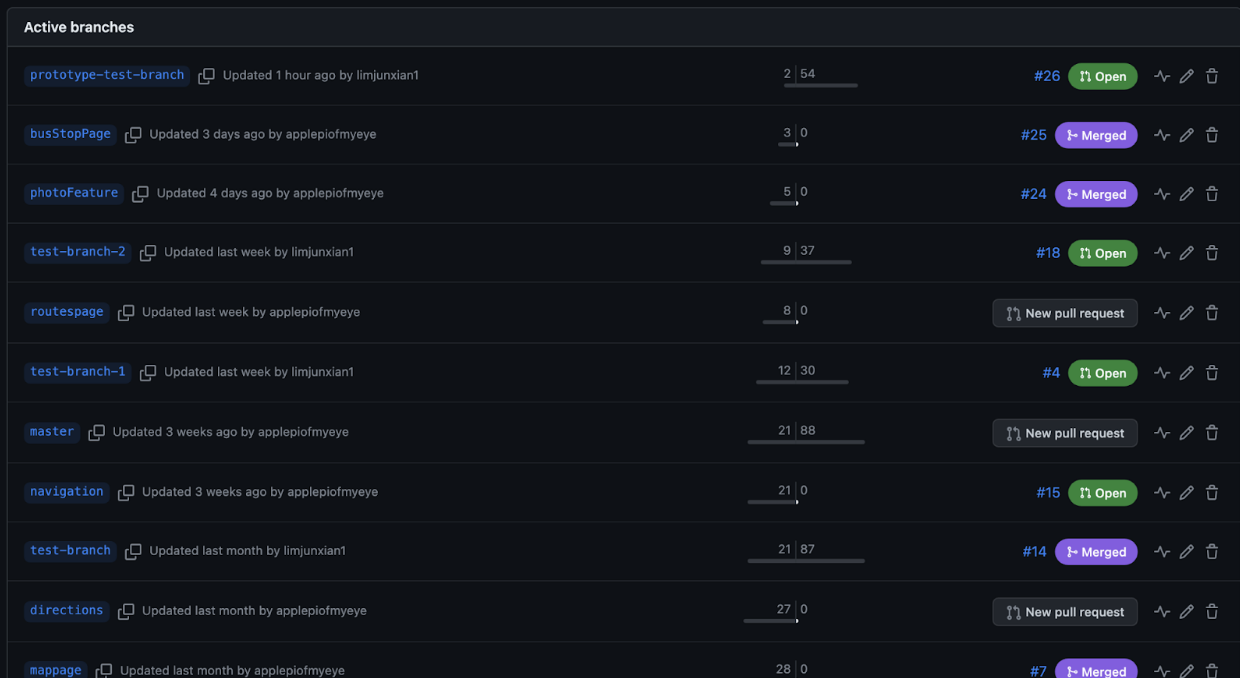 Active branches
prototype-test-branch Updated 1 hour ago by limjunxian1 2 54 #26 Open
busStopPage Updated 3 days ago by applepiofmyeye 3 0 #25 Merged
photoFeature Updated 4 days ago by applepiofmyeye 5 0 #24 Merged
test-branch-2 Updated last week by limjunxian1 9 37 #18 Open
routespage Updated last week by applepiofmyeye 8 0 New pull request
test-branch-1 Updated last week by limjunxian1 12 30 #4 Open
master Updated 3 weeks ago by applepiofmyeye 21 88 New pull request
navigation Updated 3 weeks ago by applepiofmyeye 21 0 #15 Open
test-branch Updated last month by limjunxian1 21 87 #14 Merged
directions Updated last month by applepiofmyeye 27 0 New pull request
mappage Updated last month by applepiofmyeye 28 0 #7 Merged